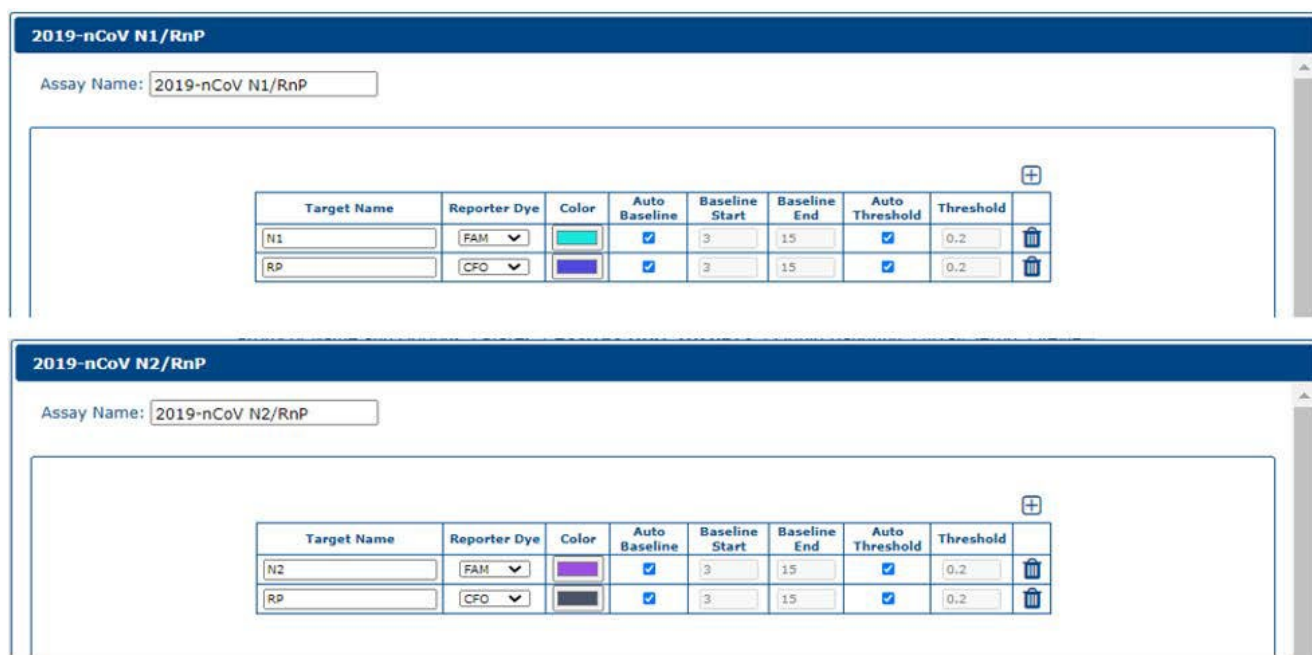 2019-nCoV N1/RnP
Assay Name: 2019-nCoV N1/RnP
Target Name Reporter Dye Color Auto Baseline Baseline Start Baseline End Auto Threshold Threshold
N1 FAM 3 15 0.2
RP CFO 3 15 0.2
2019-nCoV N2/RnP
Assay Name: 2019-nCoV N2/RnP
Target Name Reporter Dye Color Auto Baseline Baseline Start Baseline End Auto Threshold Threshold
N2 FAM 3 15 0.2
RP CFO 3 15 0.2